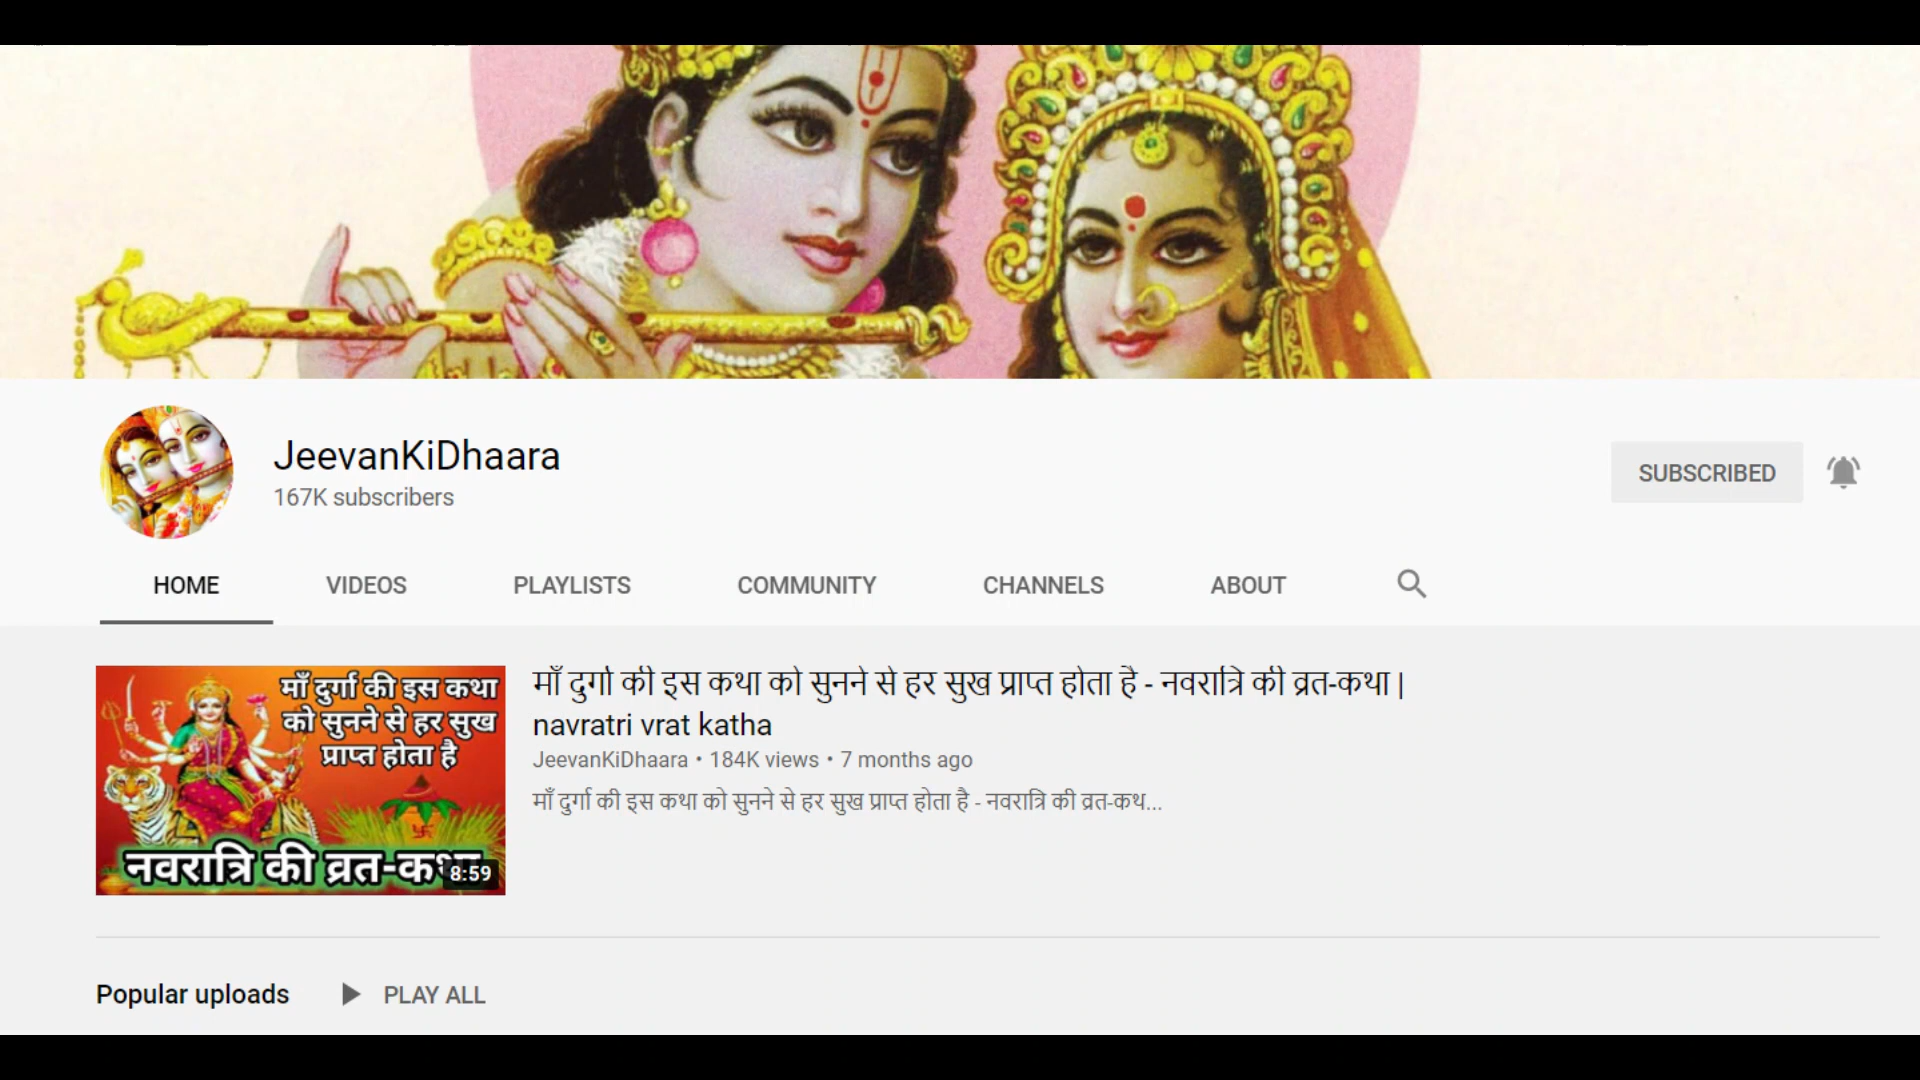 JeevanKiDhaara
167K subscribers
SUBSCRIBED
HOME
VIDEOS
PLAYLISTS
COMMUNITY
CHANNELS
ABOUT
माँ दुर्गा की इस कथा
को सुनने से हर सुख
प्राप्त होता है
नवरात्रि की व्रत-कथा
8:59
माँ दुर्गा की इस कथा को सुनने से हर सुख प्राप्त होता है - नवरात्रि की व्रत-कथा |
navratri vrat katha
JeevanKiDhaara • 184K views • 7 months ago
माँ दुर्गा की इस कथा को सुनने से हर सुख प्राप्त होता है - नवरात्रि की व्रत-कथ...
Popular uploads
PLAY ALL